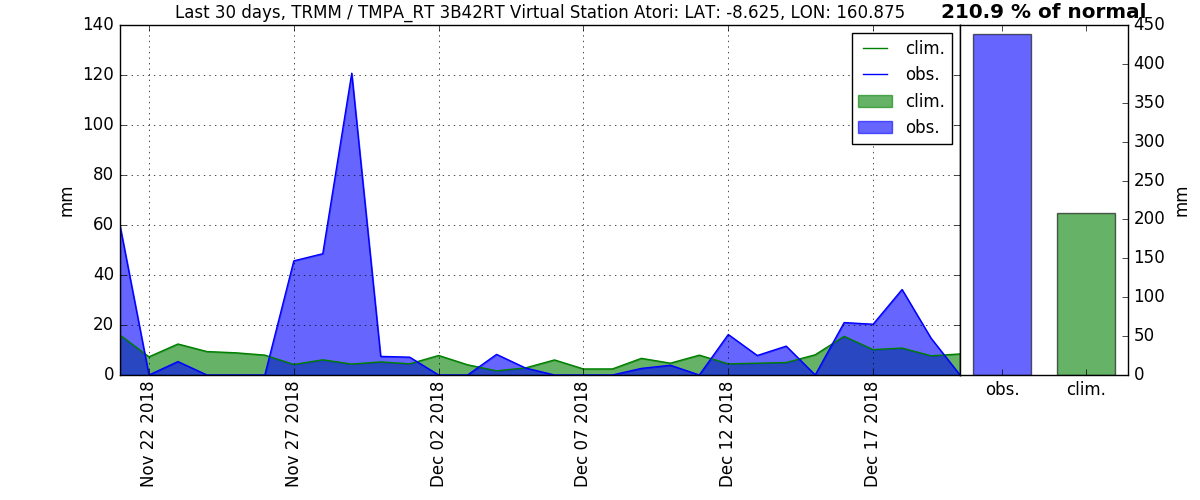 Last 30 days, TRMM / TMPA_RT 3B42RT Virtual Station Atori: LAT: -8.625, LON: 160.875
210.9 % of normal
140
120
100
80
60
40
20
0
mm
clim.
obs.
clim.
obs.
450
400
350
300
250
200
150
100
50
0
mm
obs.
clim.
Nov 22 2018
Nov 27 2018
Dec 02 2018
Dec 07 2018
Dec 12 2018
Dec 17 2018